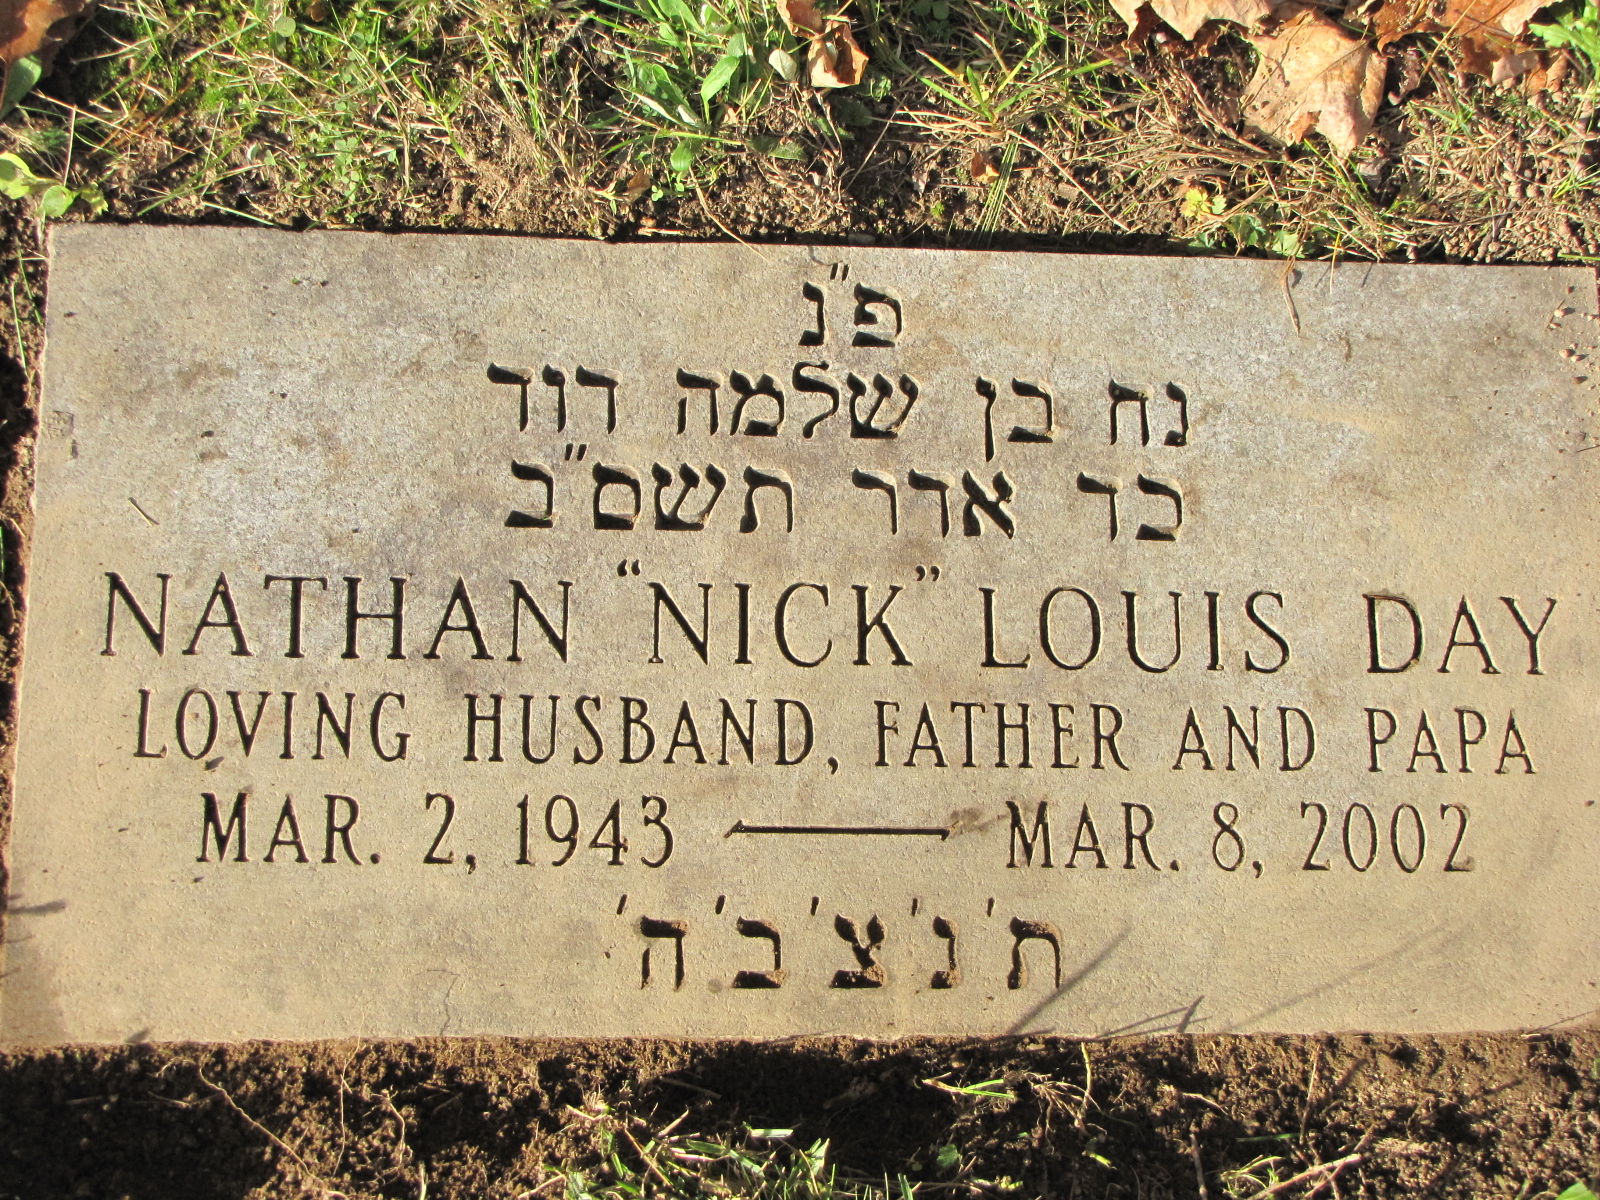 פ"נ
נח בן שלמה דוד
כד אדר תשס"ב
NATHAN "NICK" LOUIS DAY
LOVING HUSBAND, FATHER AND PAPA
MAR. 2, 1943 — MAR. 8, 2002
ת'נ'צ'ב'ה'